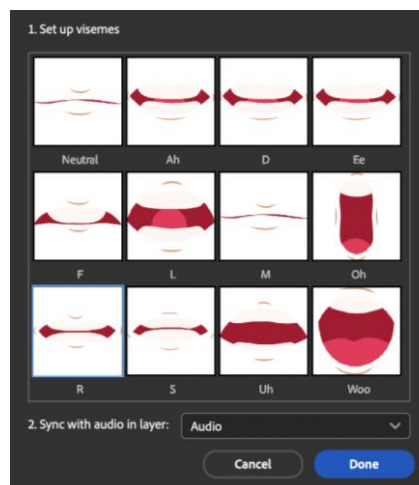 1. Set up visemes
Neutral Ah D Ee
F L M Oh
R S Uh Woo
2. Sync with audio in layer: Audio
Cancel Done